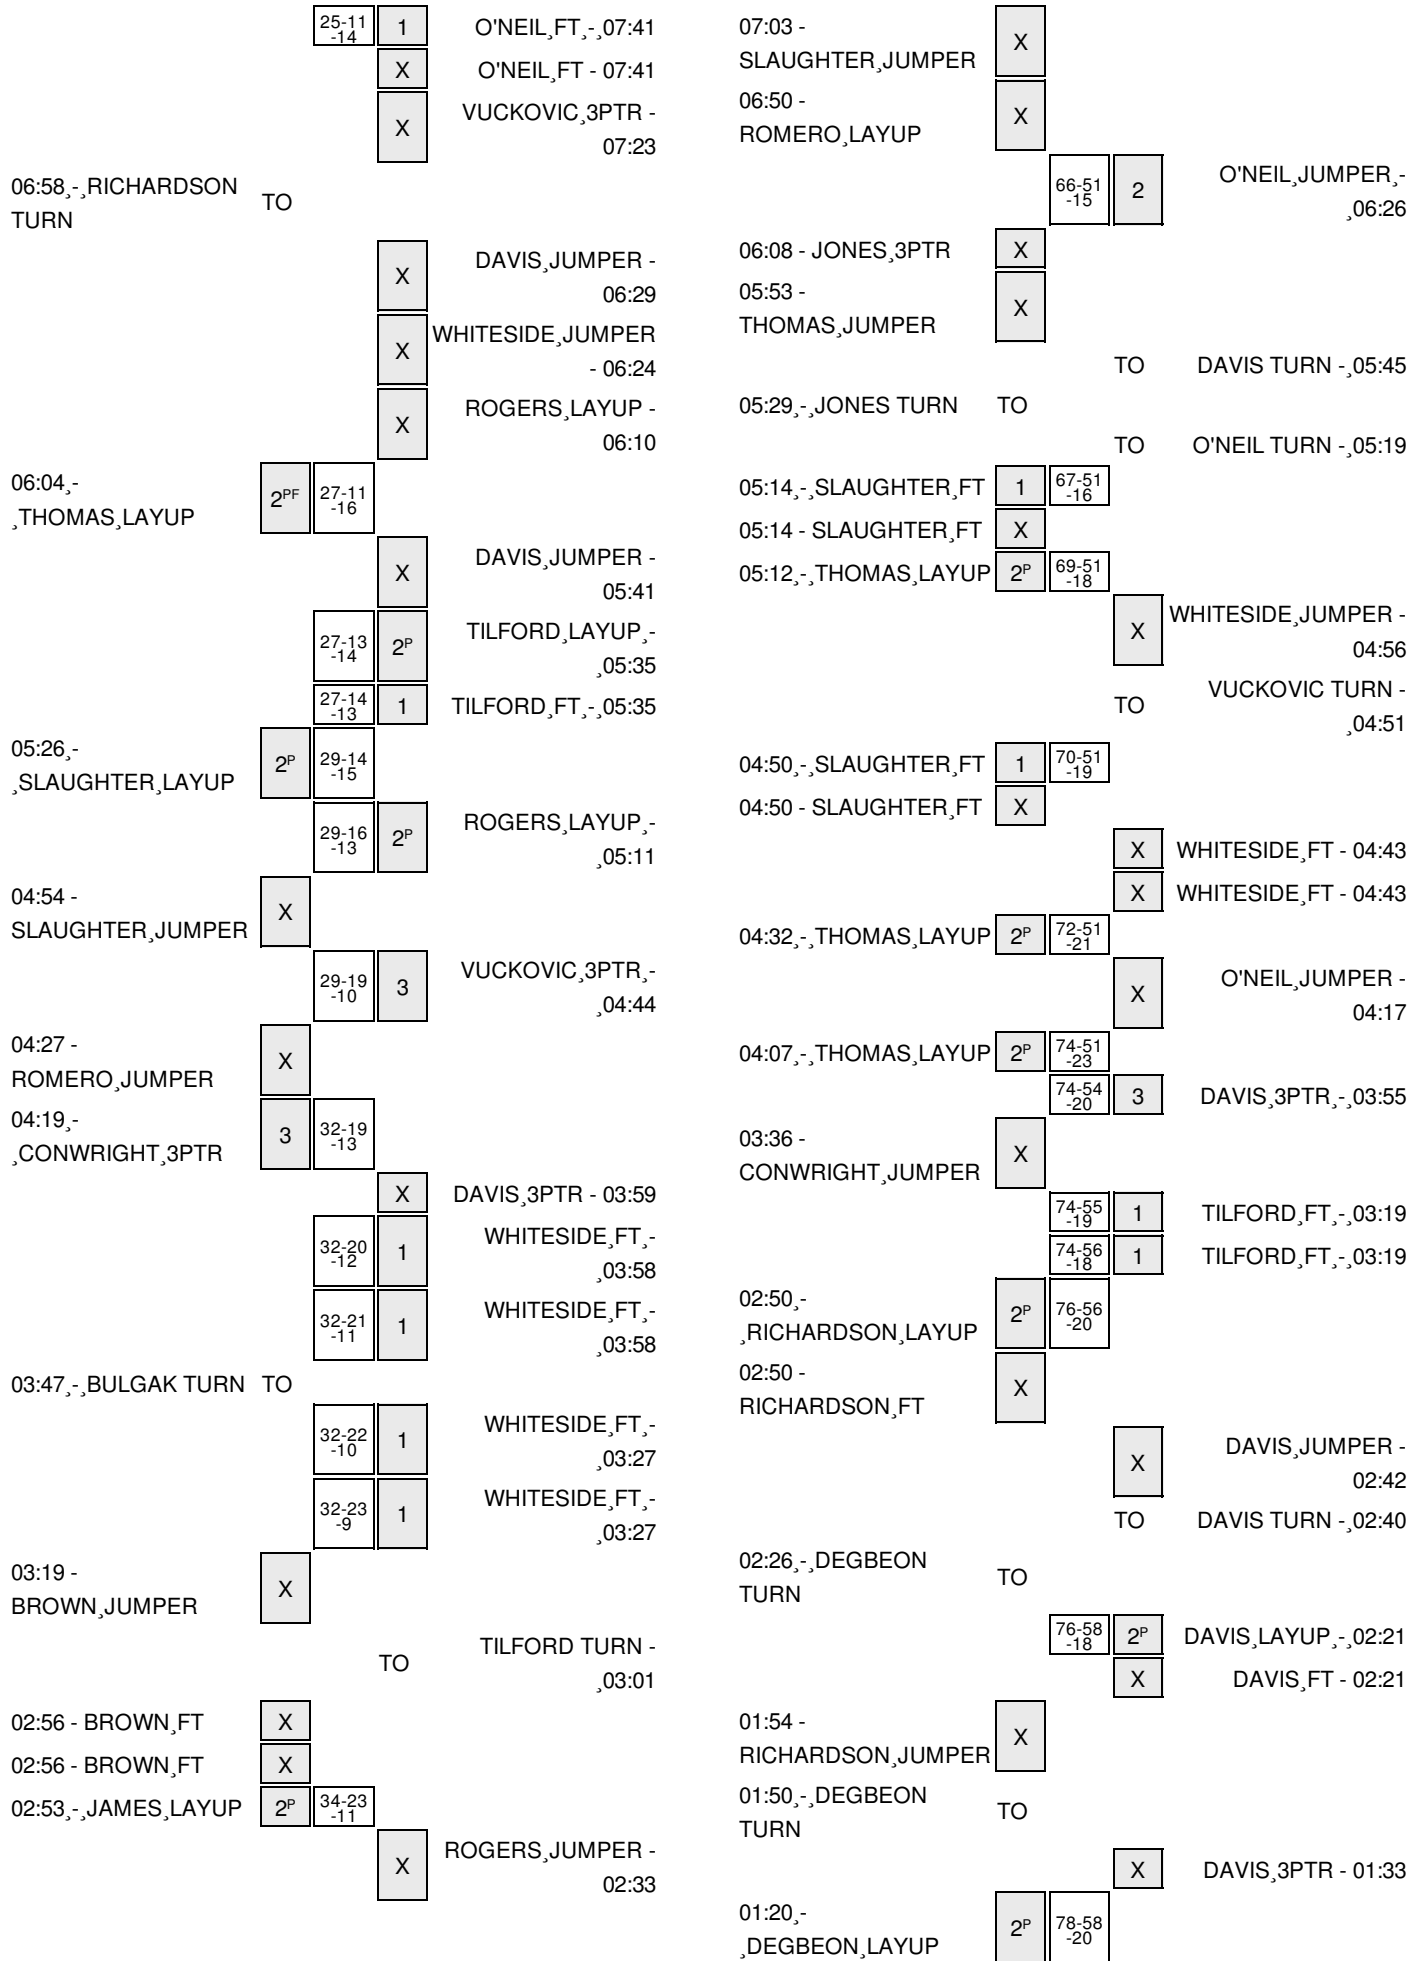 25-11
-14
1
O'NEIL¸FT¸-¸07:41
X
O'NEIL¸FT - 07:41
X
VUCKOVIC¸3PTR -
07:23
06:58¸-¸RICHARDSON
TURN
TO
X
DAVIS¸JUMPER -
06:29
X
WHITESIDE¸JUMPER
- 06:24
X
ROGERS¸LAYUP -
06:10
06:04¸-
¸THOMAS¸LAYUP
2PF
27-11
-16
X
DAVIS¸JUMPER -
05:41
27-13
-14
2P
TILFORD¸LAYUP¸-
¸05:35
27-14
-13
1
TILFORD¸FT¸-¸05:35
05:26¸-
¸SLAUGHTER¸LAYUP
2P
29-14
-15
29-16
-13
2P
ROGERS¸LAYUP¸-
¸05:11
04:54 -
SLAUGHTER¸JUMPER
X
29-19
-10
3
VUCKOVIC¸3PTR¸-
¸04:44
04:27 -
ROMERO¸JUMPER
X
04:19¸-
¸CONWRIGHT¸3PTR
3
32-19
-13
X
DAVIS¸3PTR - 03:59
32-20
-12
1
WHITESIDE¸FT¸-
¸03:58
32-21
-11
1
WHITESIDE¸FT¸-
¸03:58
03:47¸-¸BULGAK TURN TO
32-22
-10
1
WHITESIDE¸FT¸-
¸03:27
32-23
-9
1
WHITESIDE¸FT¸-
¸03:27
03:19 -
BROWN¸JUMPER
X
TO
TILFORD TURN -
¸03:01
02:56 - BROWN¸FT
X
02:56 - BROWN¸FT
X
02:53¸-¸JAMES¸LAYUP
2P
34-23
-11
X
ROGERS¸JUMPER -
02:33
07:03 -
SLAUGHTER¸JUMPER
X
06:50 -
ROMERO¸LAYUP
X
66-51
-15
2
O'NEIL¸JUMPER¸-
¸06:26
06:08 - JONES¸3PTR
X
05:53 -
THOMAS¸JUMPER
X
TO
DAVIS TURN -¸05:45
05:29¸-¸JONES TURN
TO
TO
O'NEIL TURN -¸05:19
05:14¸-¸SLAUGHTER¸FT
1
67-51
-16
05:14 - SLAUGHTER¸FT
X
05:12¸-¸THOMAS¸LAYUP
2P
69-51
-18
X
WHITESIDE¸JUMPER -
04:56
TO
VUCKOVIC TURN -
¸04:51
04:50¸-¸SLAUGHTER¸FT
1
70-51
-19
04:50 - SLAUGHTER¸FT
X
X
WHITESIDE¸FT - 04:43
X
WHITESIDE¸FT - 04:43
04:32¸-¸THOMAS¸LAYUP
2P
72-51
-21
X
O'NEIL¸JUMPER -
04:17
04:07¸-¸THOMAS¸LAYUP
2P
74-51
-23
74-54
-20
3
DAVIS¸3PTR¸-¸03:55
03:36 -
CONWRIGHT¸JUMPER
X
74-55
-19
1
TILFORD¸FT¸-¸03:19
74-56
-18
1
TILFORD¸FT¸-¸03:19
02:50¸-
¸RICHARDSON¸LAYUP
2P
76-56
-20
02:50 -
RICHARDSON¸FT
X
X
DAVIS¸JUMPER -
02:42
TO
DAVIS TURN -¸02:40
02:26¸-¸DEGBEON
TURN
TO
76-58
-18
2P
DAVIS¸LAYUP¸-¸02:21
X
DAVIS¸FT - 02:21
01:54 -
RICHARDSON¸JUMPER
X
01:50¸-¸DEGBEON
TURN
TO
X
DAVIS¸3PTR - 01:33
01:20¸-
¸DEGBEON¸LAYUP
2P
78-58
-20